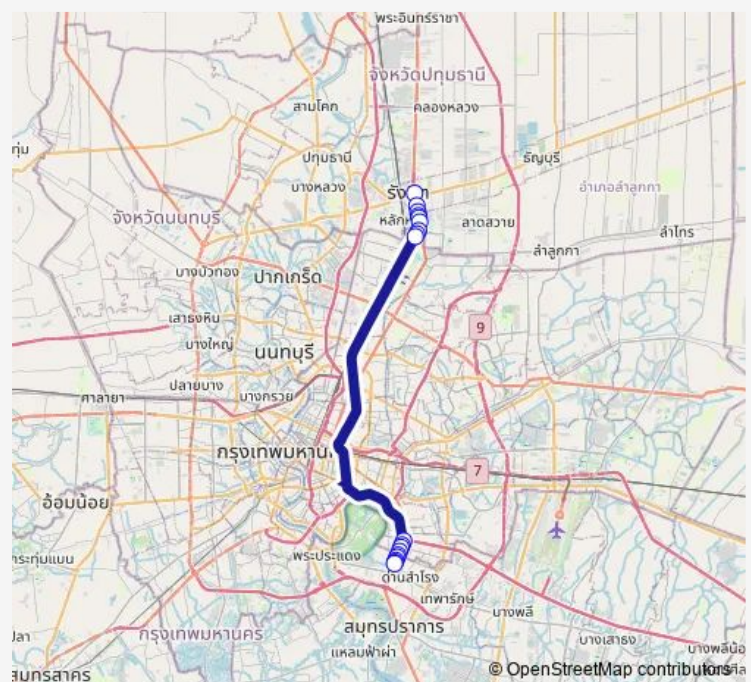 พระอินทร์ราชา
จังหวัดปทุมธานี
สามโคก
คลองหลวง
ปทุมธานี
ธัญบุรี
บางหลวง
อำเภอลำลูกกา
จังหวัดนนทบุรี
ลาดสวาย
ลำไทร
ลำลูกกา
บางบัวทอง
ปากเกร็ด
เสาธงหิน
9
บางใหญ่
นนทบุรี
ปลายบาง
ศาลายา
บางกรวย
7
อ้อมน้อย
พระประแดง
กระทุ่มแบน
ด่านสำโรง
เทพารักษ์
บางพลี
สมุทรปราการ
กรุงเทพมหานคร
บางเสาธง
แหลมฟ้าผ่า
สมุทรสาคร
© OpenStreetMap contributors